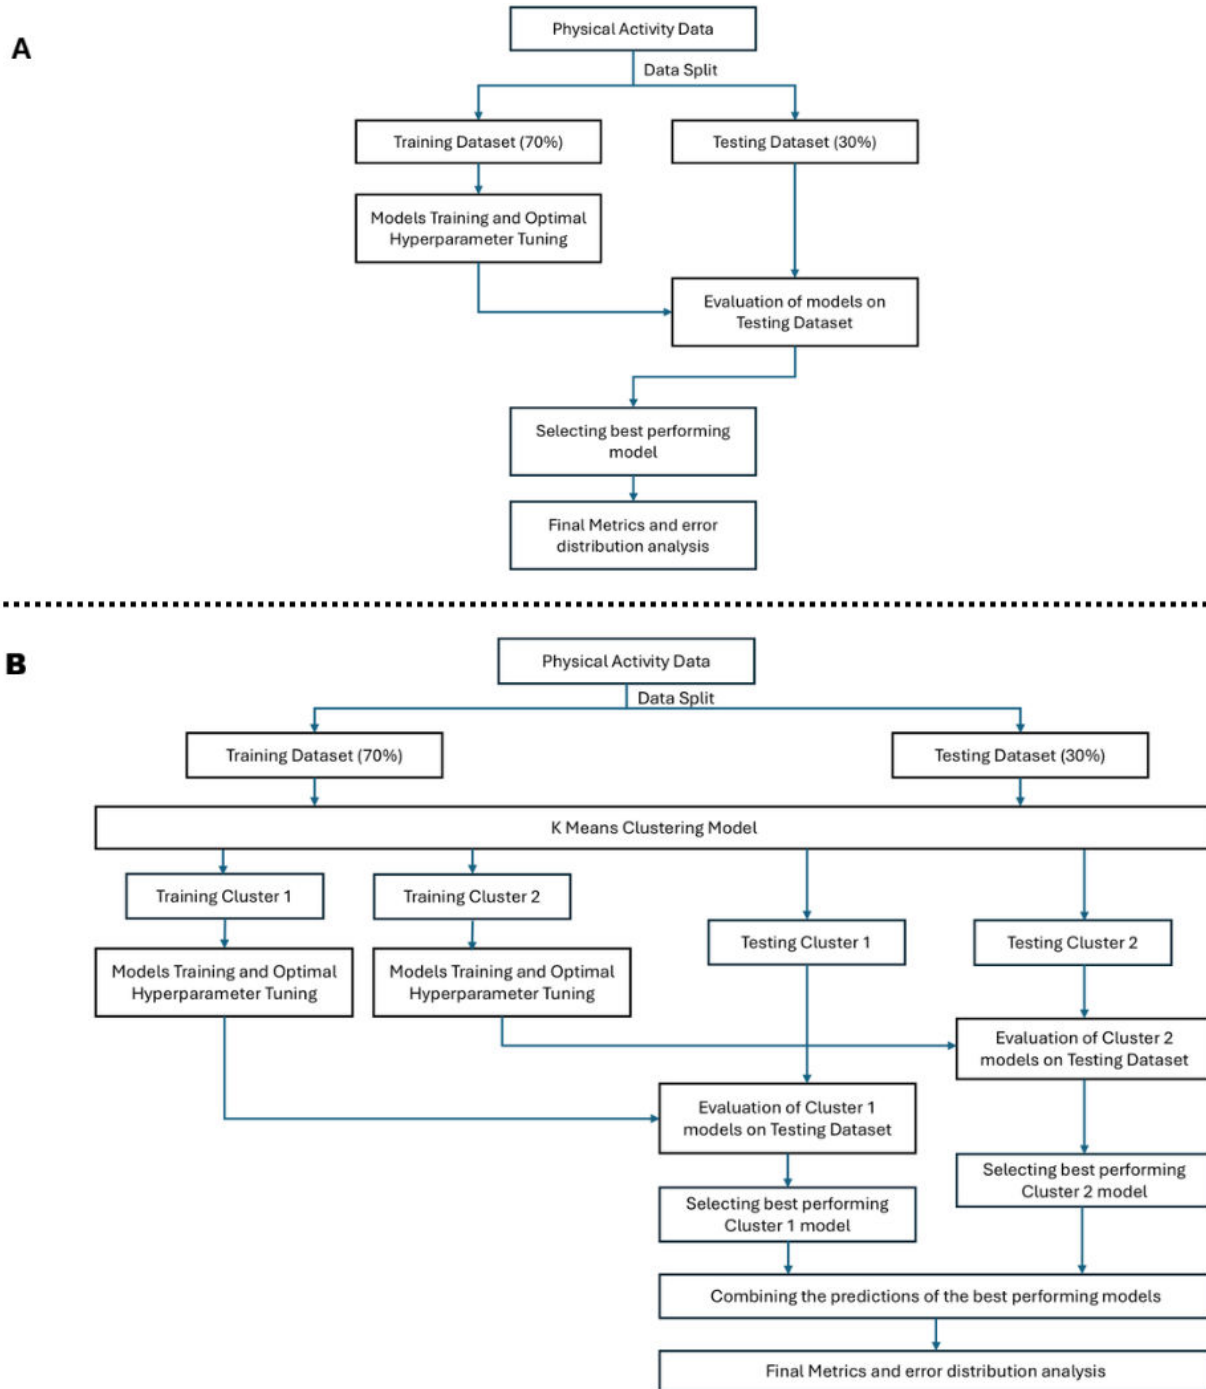 A
Physical Activity Data
Data Split
Training Dataset (70%)
Testing Dataset (30%)
Models Training and Optimal
Hyperparameter Tuning
Evaluation of models on
Testing Dataset
Selecting best performing
model
Final Metrics and error
distribution analysis
B
Physical Activity Data
Data Split
Training Dataset (70%)
Testing Dataset (30%)
K Means Clustering Model
Training Cluster 1
Training Cluster 2
Testing Cluster 1
Testing Cluster 2
Models Training and Optimal
Hyperparameter Tuning
Models Training and Optimal
Hyperparameter Tuning
Evaluation of Cluster 2
models on Testing Dataset
Evaluation of Cluster 1
models on Testing Dataset
Selecting best performing
Cluster 2 model
Selecting best performing
Cluster 1 model
Combining the predictions of the best performing models
Final Metrics and error distribution analysis